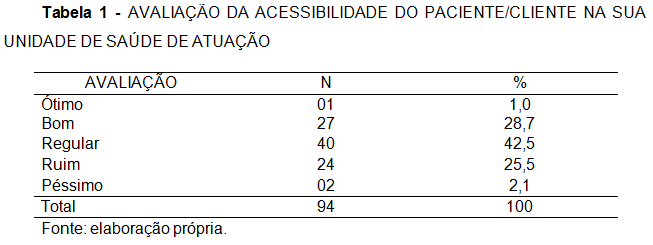 Tabela 1 - AVALIAÇÃO DA ACESSIBILIDADE DO PACIENTE/CLIENTE NA SUA
UNIDADE DE SAÚDE DE ATUAÇÃO
AVALIAÇÃO N %
Ótimo 01 1,0
Bom 27 28,7
Regular 40 42,5
Ruim 24 25,5
Péssimo 02 2,1
Total 94 100
Fonte: elaboração própria.